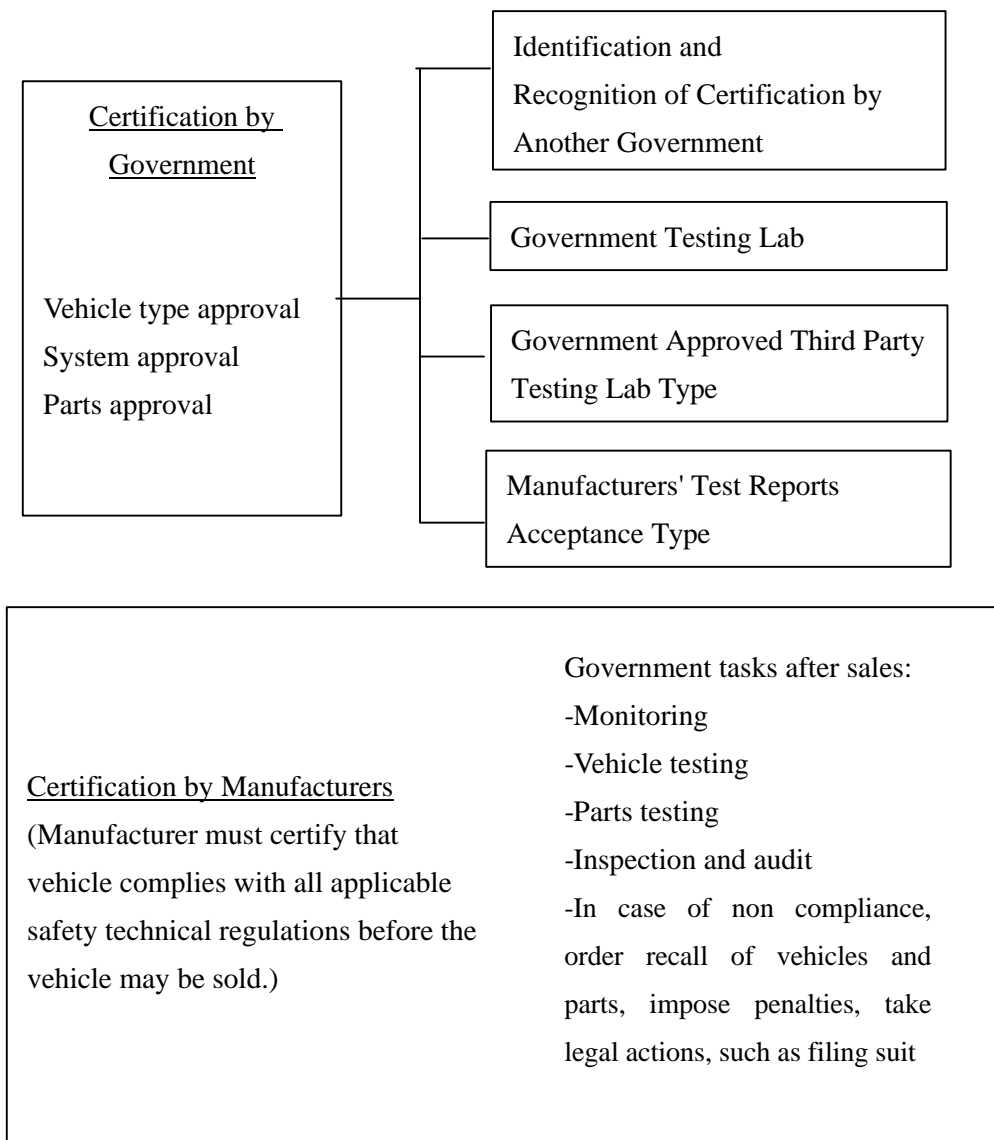 Certification by
Government
Vehicle type approval
System approval
Parts approval
Identification and
Recognition of Certification by
Another Government
Government Testing Lab
Government Approved Third Party
Testing Lab Type
Manufacturers' Test Reports
Acceptance Type
Certification by Manufacturers
(Manufacturer must certify that
vehicle complies with all applicable
safety technical regulations before the
vehicle may be sold.)
Government tasks after sales:
-Monitoring
-Vehicle testing
-Parts testing
-Inspection and audit
-In case of non compliance,
order recall of vehicles and
parts, impose penalties, take
legal actions, such as filing suit